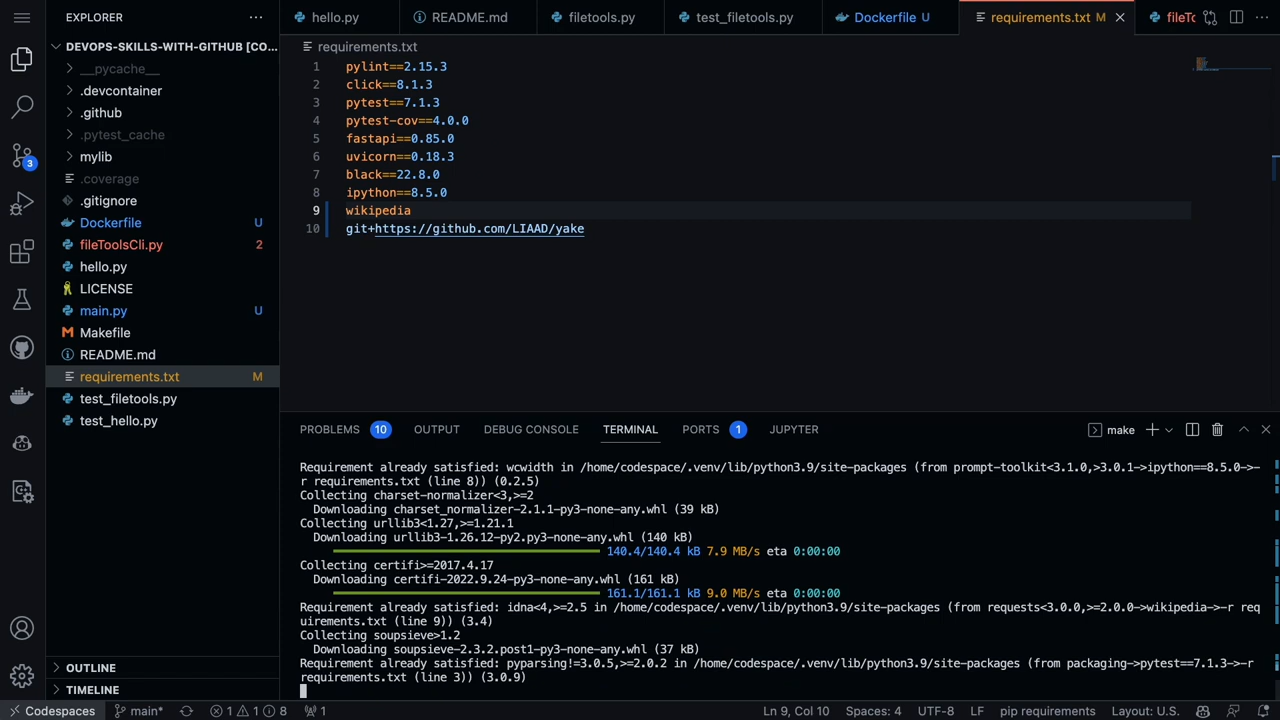 EXPLORER
hello.py
README.md
filetools.py
test_filetools.py
Dockerfile U
requirements.txt M
fileTc
DEVOPS-SKILLS-WITH-GITHUB [CO...
__pycache__
.devcontainer
.github
.pytest_cache
mylib
.coverage
.gitignore
Dockerfile U
fileToolsCli.py 2
hello.py
LICENSE
main.py U
Makefile
README.md
requirements.txt M
test_filetools.py
test_hello.py
OUTLINE
TIMELINE
3
requirements.txt
1 pylint==2.15.3
2 click==8.1.3
3 pytest==7.1.3
4 pytest-cov==4.0.0
5 fastapi==0.85.0
6 uvicorn==0.18.3
7 black==22.8.0
8 ipython==8.5.0
9 wikipedia
10 git+https://github.com/LIAAD/yake
PROBLEMS 10 OUTPUT DEBUG CONSOLE TERMINAL PORTS 1 JUPYTER
make
Requirement already satisfied: wcwidth in /home/codespace/.venv/lib/python3.9/site-packages (from prompt-toolkit<3.1.0,>3.0.1->ipython==8.5.0->-
r requirements.txt (line 8)) (0.2.5)
Collecting charset-normalizer<3,>=2
Downloading charset_normalizer-2.1.1-py3-none-any.whl (39 kB)
Collecting urllib3<1.27,>=1.21.1
Downloading urllib3-1.26.12-py2.py3-none-any.whl (140 kB)
140.4/140.4 kB 7.9 MB/s eta 0:00:00
Collecting certifi>=2017.4.17
Downloading certifi-2022.9.24-py3-none-any.whl (161 kB)
161.1/161.1 kB 9.0 MB/s eta 0:00:00
Requirement already satisfied: idna<4,>=2.5 in /home/codespace/.venv/lib/python3.9/site-packages (from requests<3.0.0,>=2.0.0->wikipedia->-r req
uirements.txt (line 9)) (3.4)
Collecting soupsieve>1.2
Downloading soupsieve-2.3.2.post1-py3-none-any.whl (37 kB)
Requirement already satisfied: pyparsing!=3.0.5,>=2.0.2 in /home/codespace/.venv/lib/python3.9/site-packages (from packaging->pytest==7.1.3->-r
requirements.txt (line 3)) (3.0.9)
Codespaces main* 1 1 8 1
Ln 9, Col 10 Spaces: 4 UTF-8 LF pip requirements Layout: U.S.